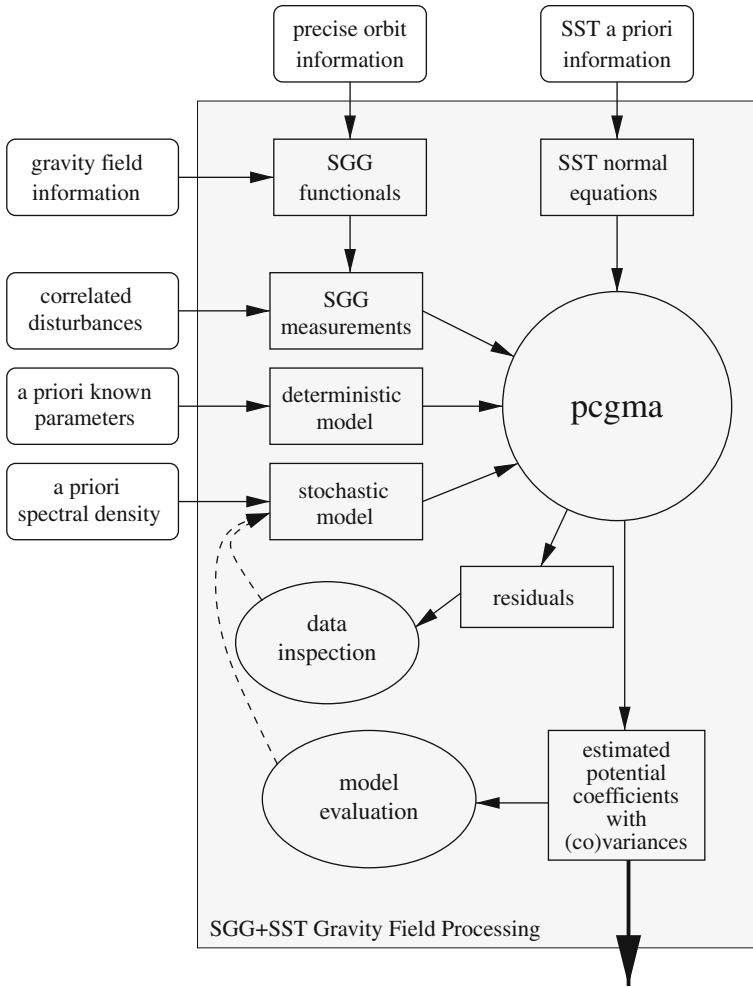 precise orbit
information
SST a priori
information
gravity field
information
SGG
functionals
SST normal
equations
correlated
disturbances
SGG
measurements
a priori known
parameters
deterministic
model
pcgma
a priori
spectral density
stochastic
model
residuals
data
inspection
estimated
potential
coefficients
with
(co)variances
model
evaluation
SGG+SST Gravity Field Processing